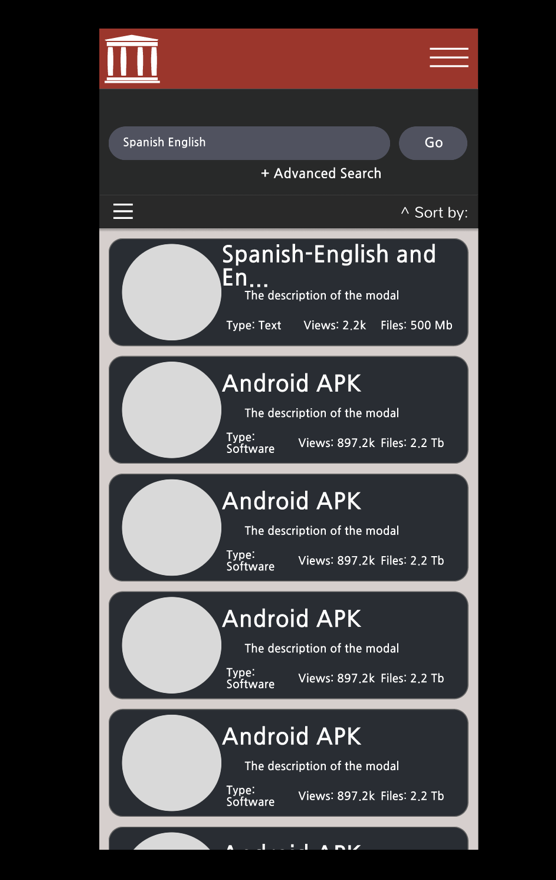 Spanish English
Go
+ Advanced Search
^ Sort by:
Spanish-English and
En...
The description of the modal
Type: Text Views: 2.2k Files: 500 Mb
Android APK
The description of the modal
Type:
Software Views: 897.2k Files: 2.2 Tb
Android APK
The description of the modal
Type:
Software Views: 897.2k Files: 2.2 Tb
Android APK
The description of the modal
Type:
Software Views: 897.2k Files: 2.2 Tb
Android APK
The description of the modal
Type:
Software Views: 897.2k Files: 2.2 Tb